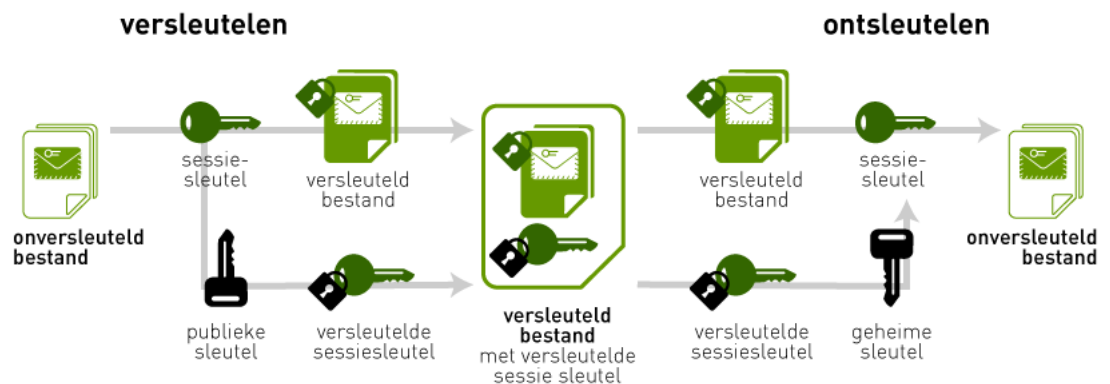 versleutelen
ontsleutelen
sessie-
sleutel
versleuteld
bestand
versleuteld
bestand
sessie-
sleutel
onversleuteld
bestand
onversleuteld
bestand
publieke
sleutel
versleutelde
sessiesleutel
versleuteld
bestand
met versleutelde
sessie sleutel
versleutelde
sessiesleutel
geheime
sleutel